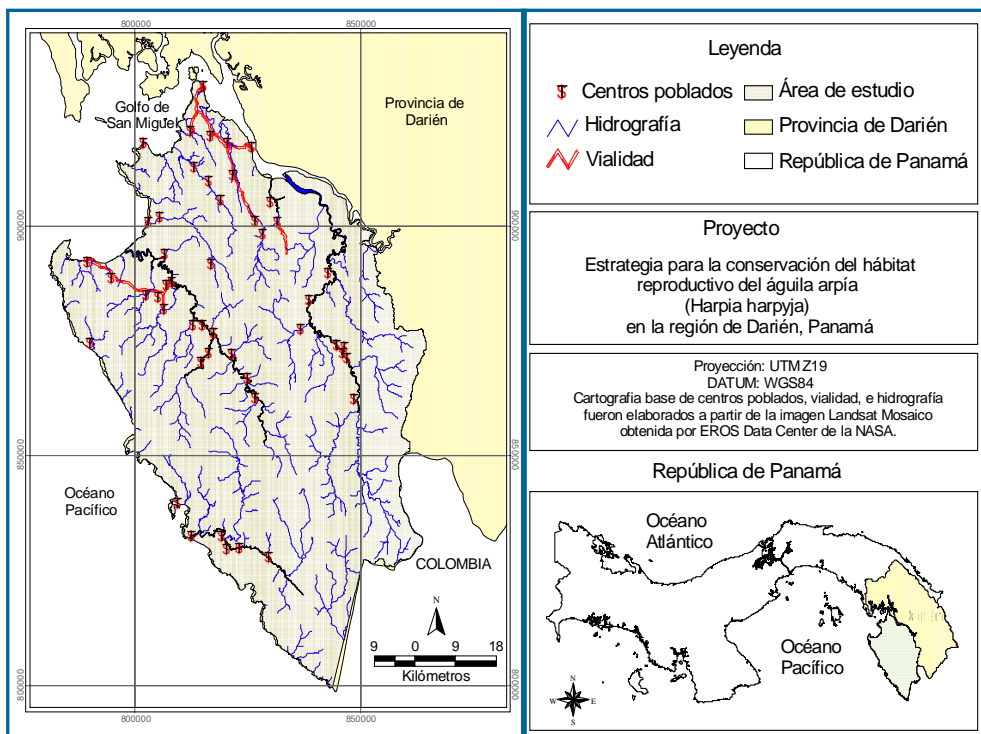 800000
850000
Golfo de
San Miguel
Provincia de
Darién
900000
900000
850000
850000
Océano
Pacífico
COLOMBIA
N
9
0
9
18
Kilómetros
800000
800000
800000
850000
Leyenda
Centros poblados
Área de estudio
Hidrografía
Provincia de Darién
Vialidad
República de Panamá
Proyecto
Estrategia para la conservación del hábitat
reproductivo del águila arpía
(Harpia harpyja)
en la región de Darién, Panamá
Proyección: UTM Z19
DATUM: WGS84
Cartografia base de centros poblados, vialidad, e hidrografía
fueron elaborados a partir de la imagen Landsat Mosaico
obtenida por EROS Data Center de la NASA.
República de Panamá
Océano
Atlántico
Océano
Pacífico
N
W
E
S